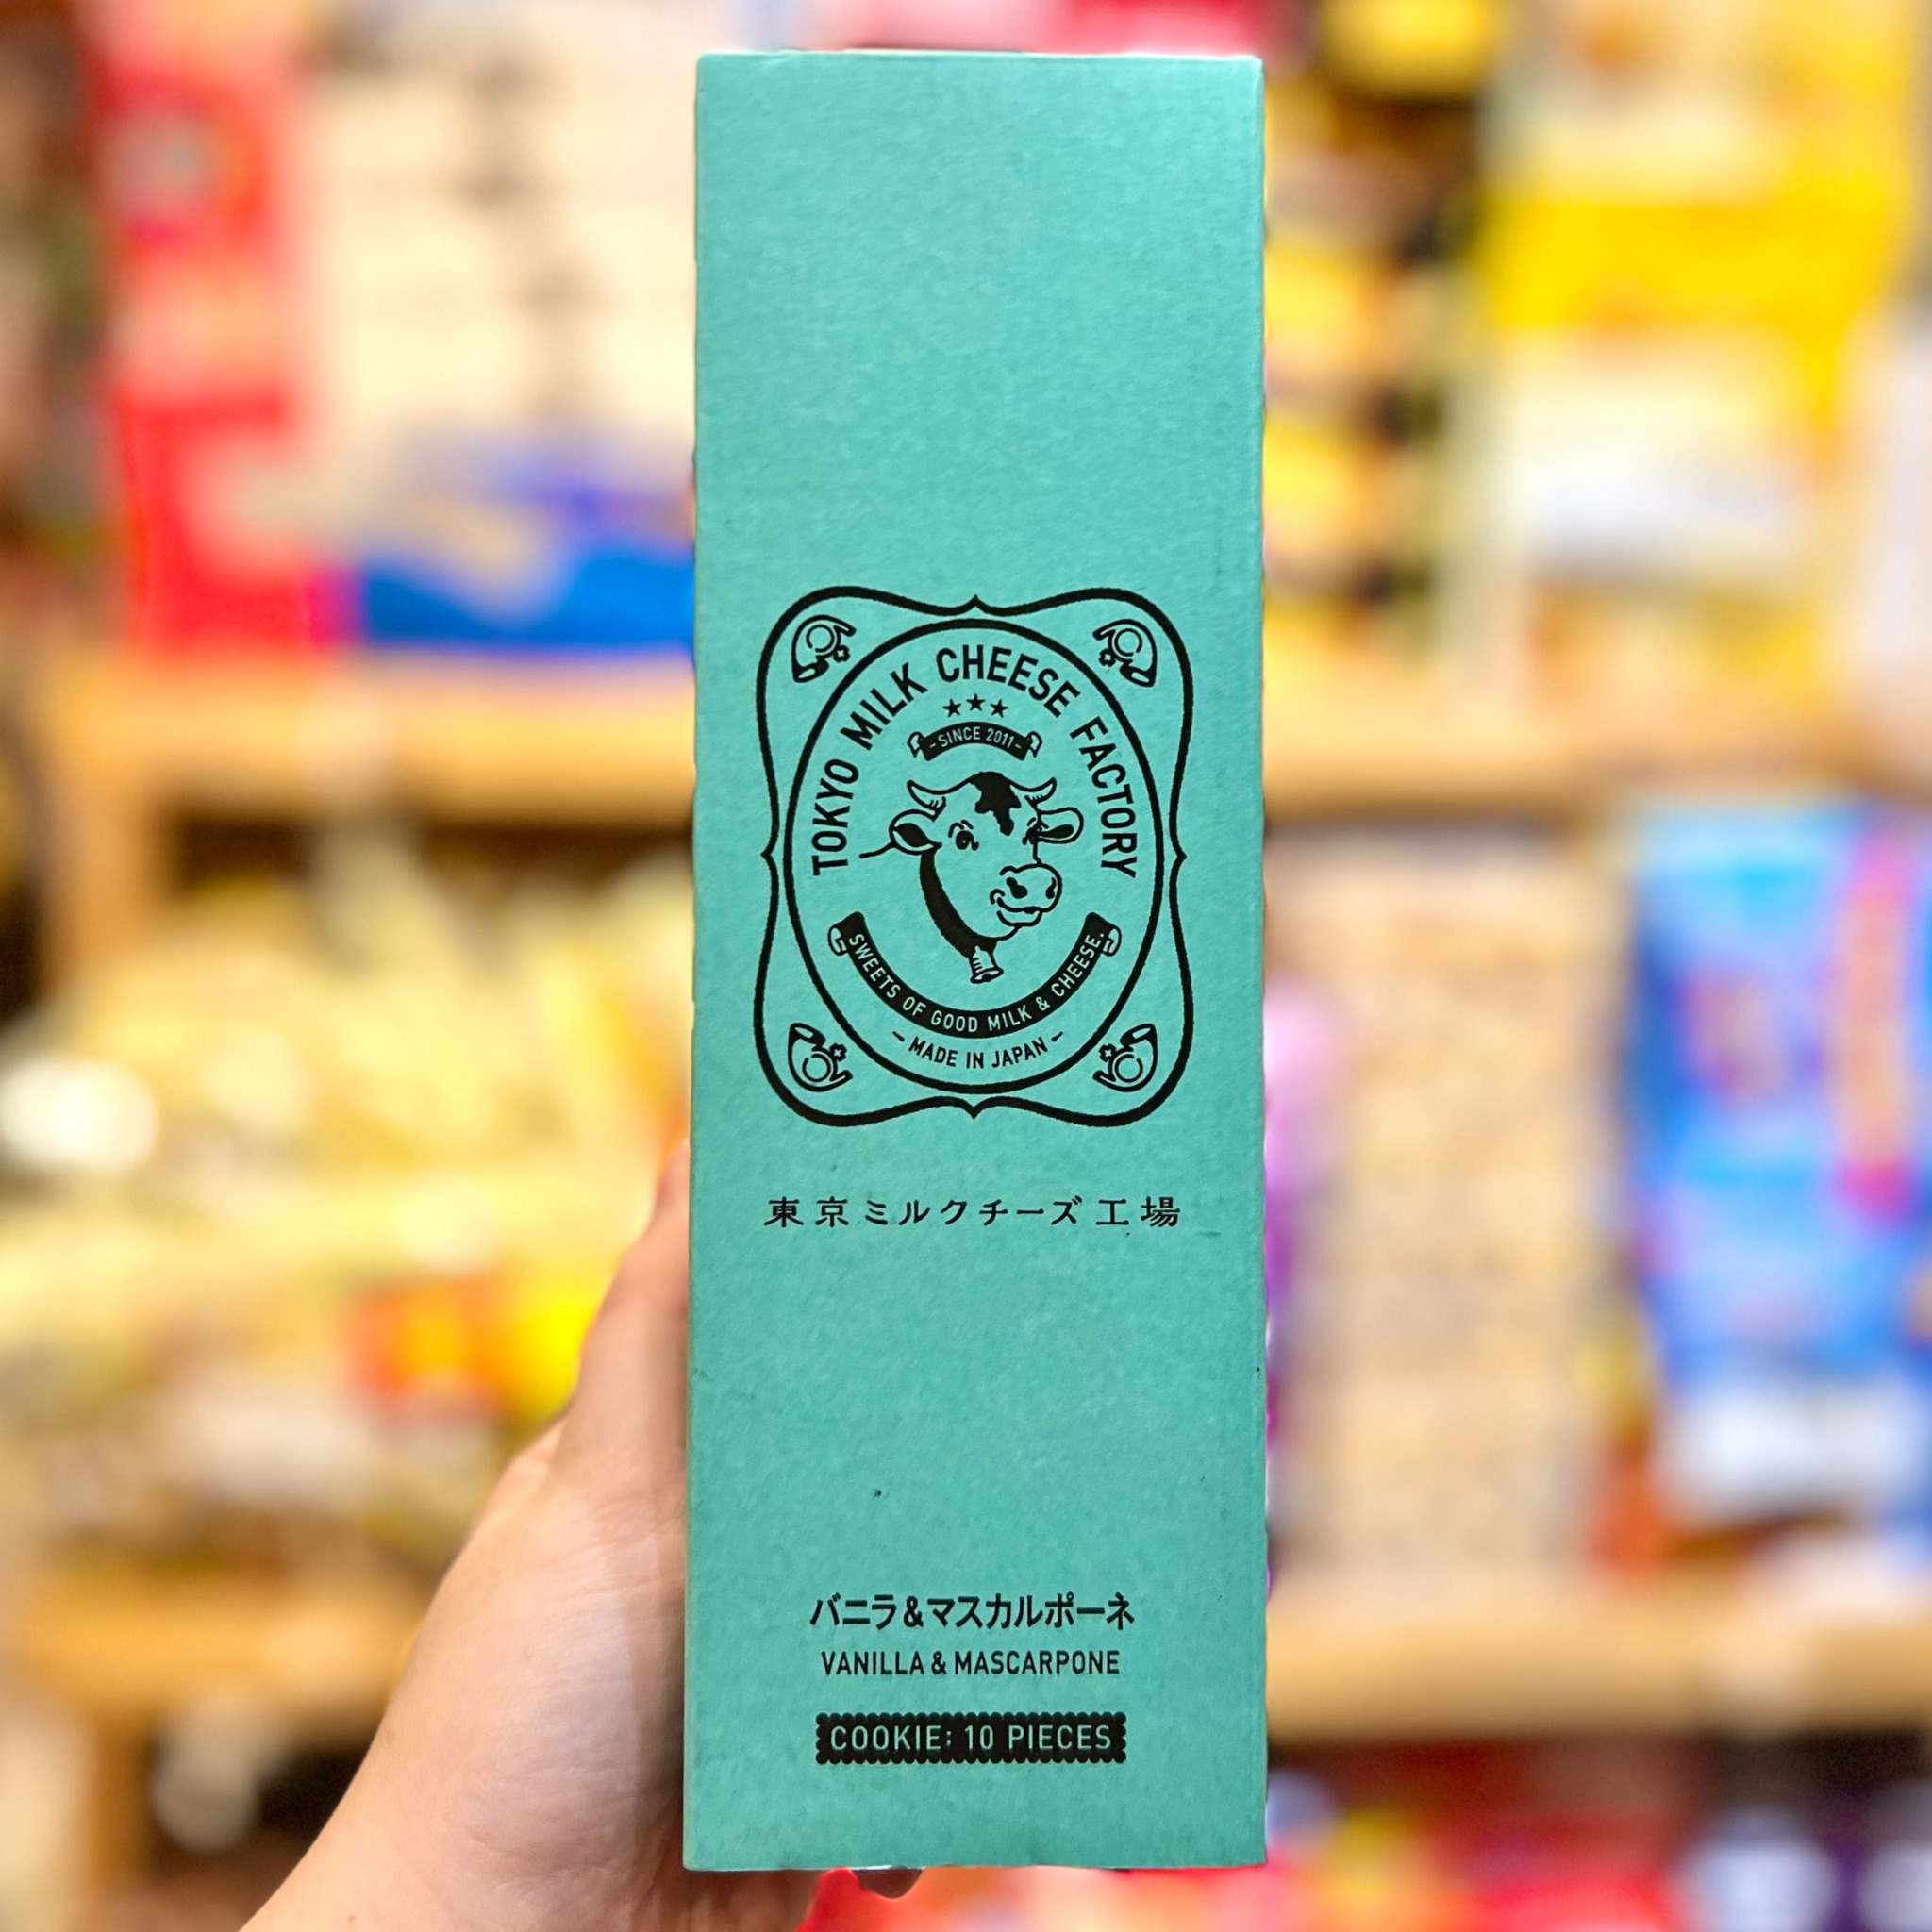 TOKYO MILK CHEESE FACTORY
-SINCE 2011-
SWEETS OF GOOD MILK & CHEESE.
- MADE IN JAPAN -
東京ミルクチーズ工場
バニラ&マスカルポーネ
VANILLA & MASCARPONE
COOKIE: 10 PIECES